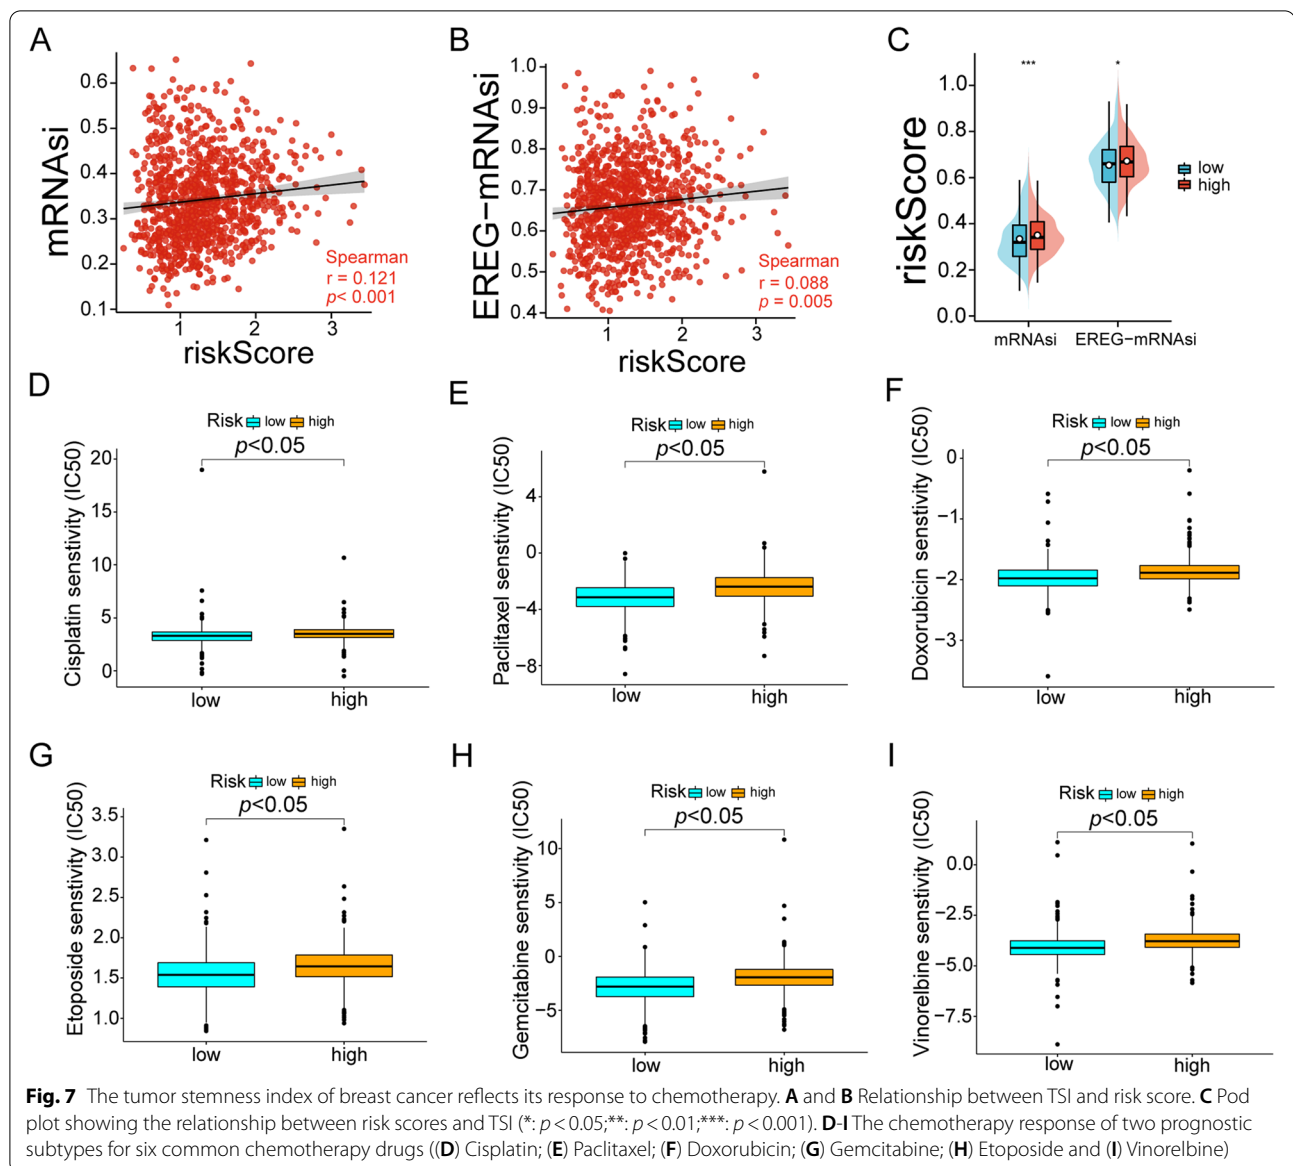 A
mRNAsi
0.6
0.5
0.4
0.3
0.2
0.1
1
2
3
riskScore
Spearman
r = 0.121
p< 0.001
B
EREG−mRNAsi
1.0
0.9
0.8
0.7
0.6
0.5
0.4
1
2
3
riskScore
Spearman
r = 0.088
p = 0.005
C
riskScore
1.0
0.8
0.6
0.4
0.2
0.0
***
*
mRNAsi
EREG−mRNAsi
low
high
D
Risk low high
p<0.05
Cisplatin senstivity (IC50)
20
15
10
5
0
low
high
E
Risk low high
p<0.05
Paclitaxel senstivity (IC50)
4
0
−4
−8
low
high
F
Risk low high
p<0.05
Doxorubicin senstivity (IC50)
0
−1
−2
−3
low
high
G
Risk low high
p<0.05
Etoposide senstivity (IC50)
3.5
3.0
2.5
2.0
1.5
1.0
low
high
H
Risk low high
p<0.05
Gemcitabine senstivity (IC50)
10
5
0
−5
low
high
I
Risk low high
p<0.05
Vinorelbine senstivity (IC50)
0.0
−2.5
−5.0
−7.5
low
high
Fig. 7 The tumor stemness index of breast cancer reflects its response to chemotherapy. A and B Relationship between TSI and risk score. C Pod
plot showing the relationship between risk scores and TSI (*: p < 0.05;**: p < 0.01;***: p < 0.001). D-I The chemotherapy response of two prognostic
subtypes for six common chemotherapy drugs ((D) Cisplatin; (E) Paclitaxel; (F) Doxorubicin; (G) Gemcitabine; (H) Etoposide and (I) Vinorelbine)